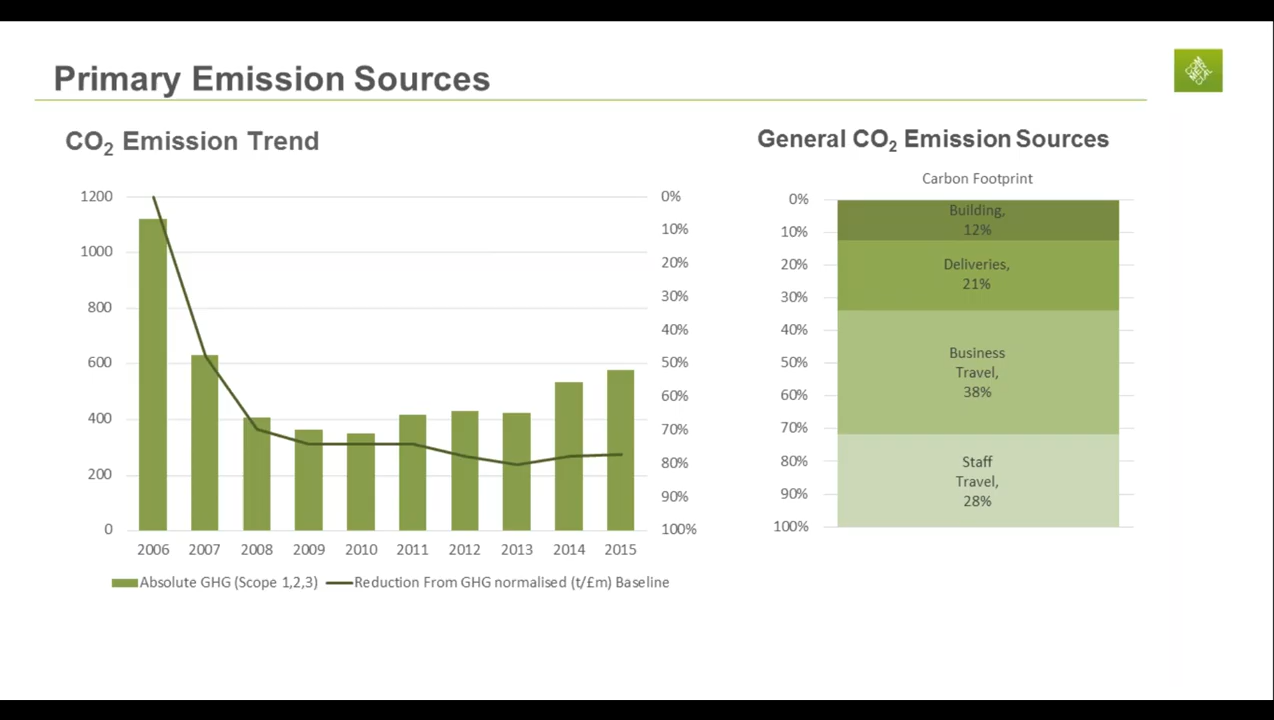 Primary Emission Sources
COM
MER
CIAL
CO2 Emission Trend
1200
1000
800
600
400
200
0
0%
10%
20%
30%
40%
50%
60%
70%
80%
90%
100%
2006 2007 2008 2009 2010 2011 2012 2013 2014 2015
Absolute GHG (Scope 1,2,3) Reduction From GHG normalised (t/£m) Baseline
General CO2 Emission Sources
Carbon Footprint
0%
10%
20%
30%
40%
50%
60%
70%
80%
90%
100%
Building,
12%
Deliveries,
21%
Business
Travel,
38%
Staff
Travel,
28%